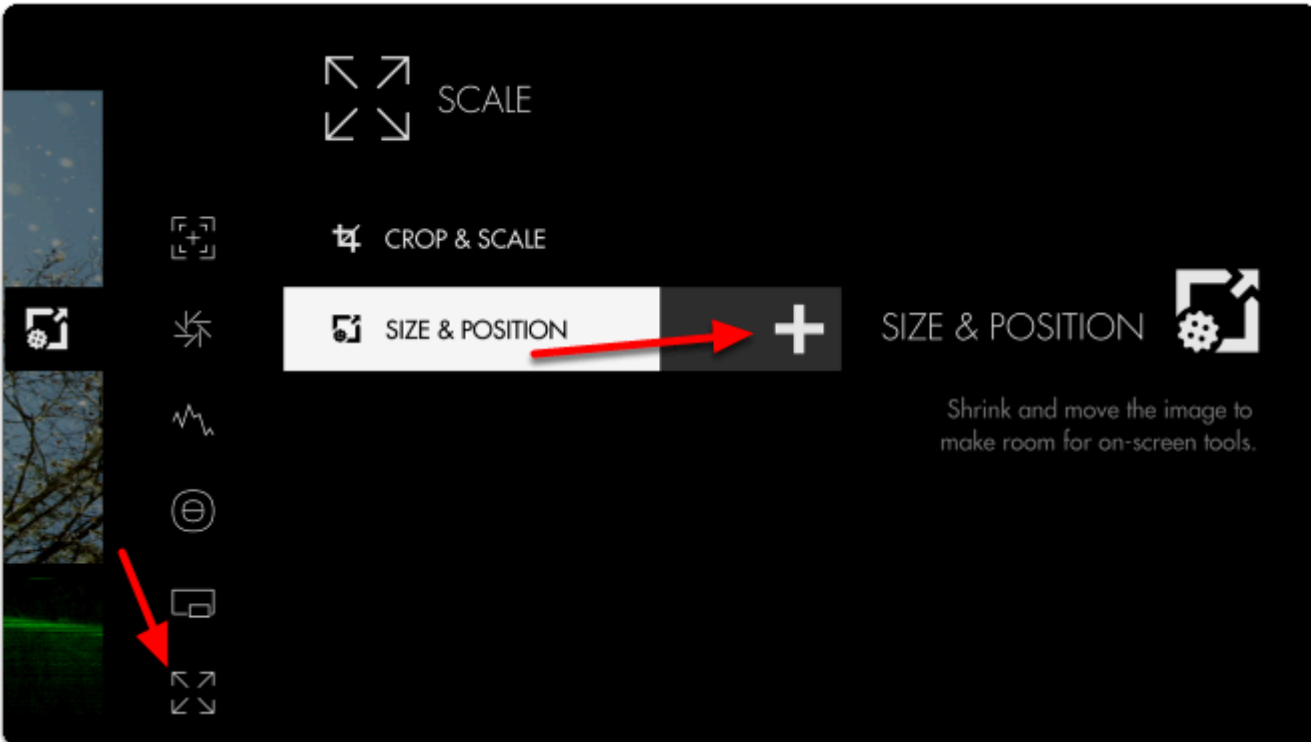 SCALE
CROP & SCALE
SIZE & POSITION
SIZE & POSITION
Shrink and move the image to
make room for on-screen tools.